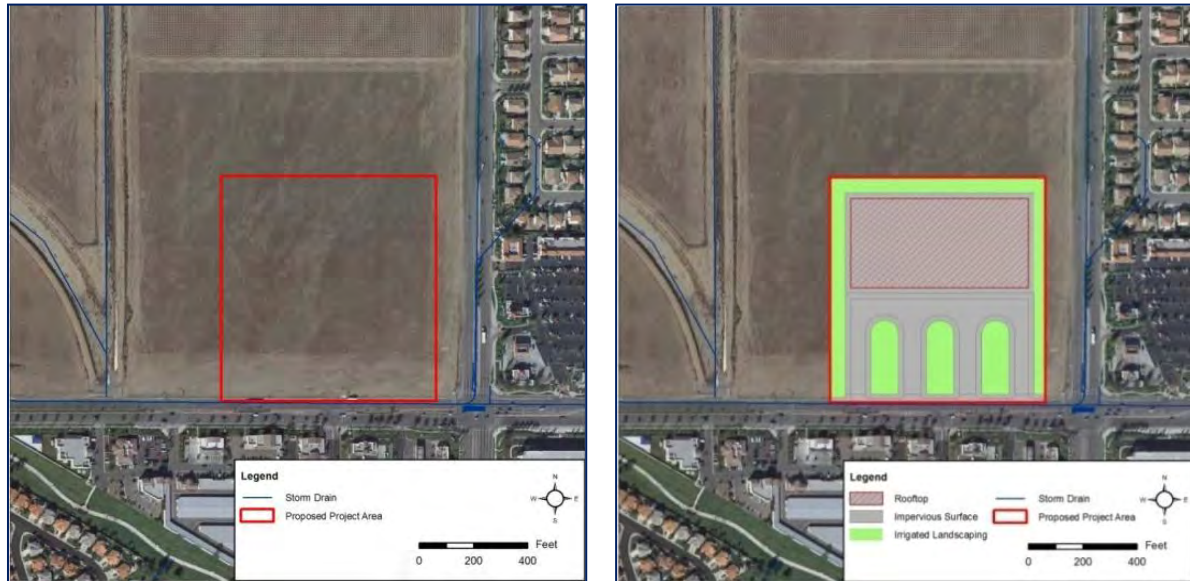 Legend
Storm Drain
Proposed Project Area
N
W E
S
Feet
0 200 400
Legend
Rooftop
Impervious Surface
Irrigated Landscaping
Storm Drain
Proposed Project Area
N
W E
S
Feet
0 200 400